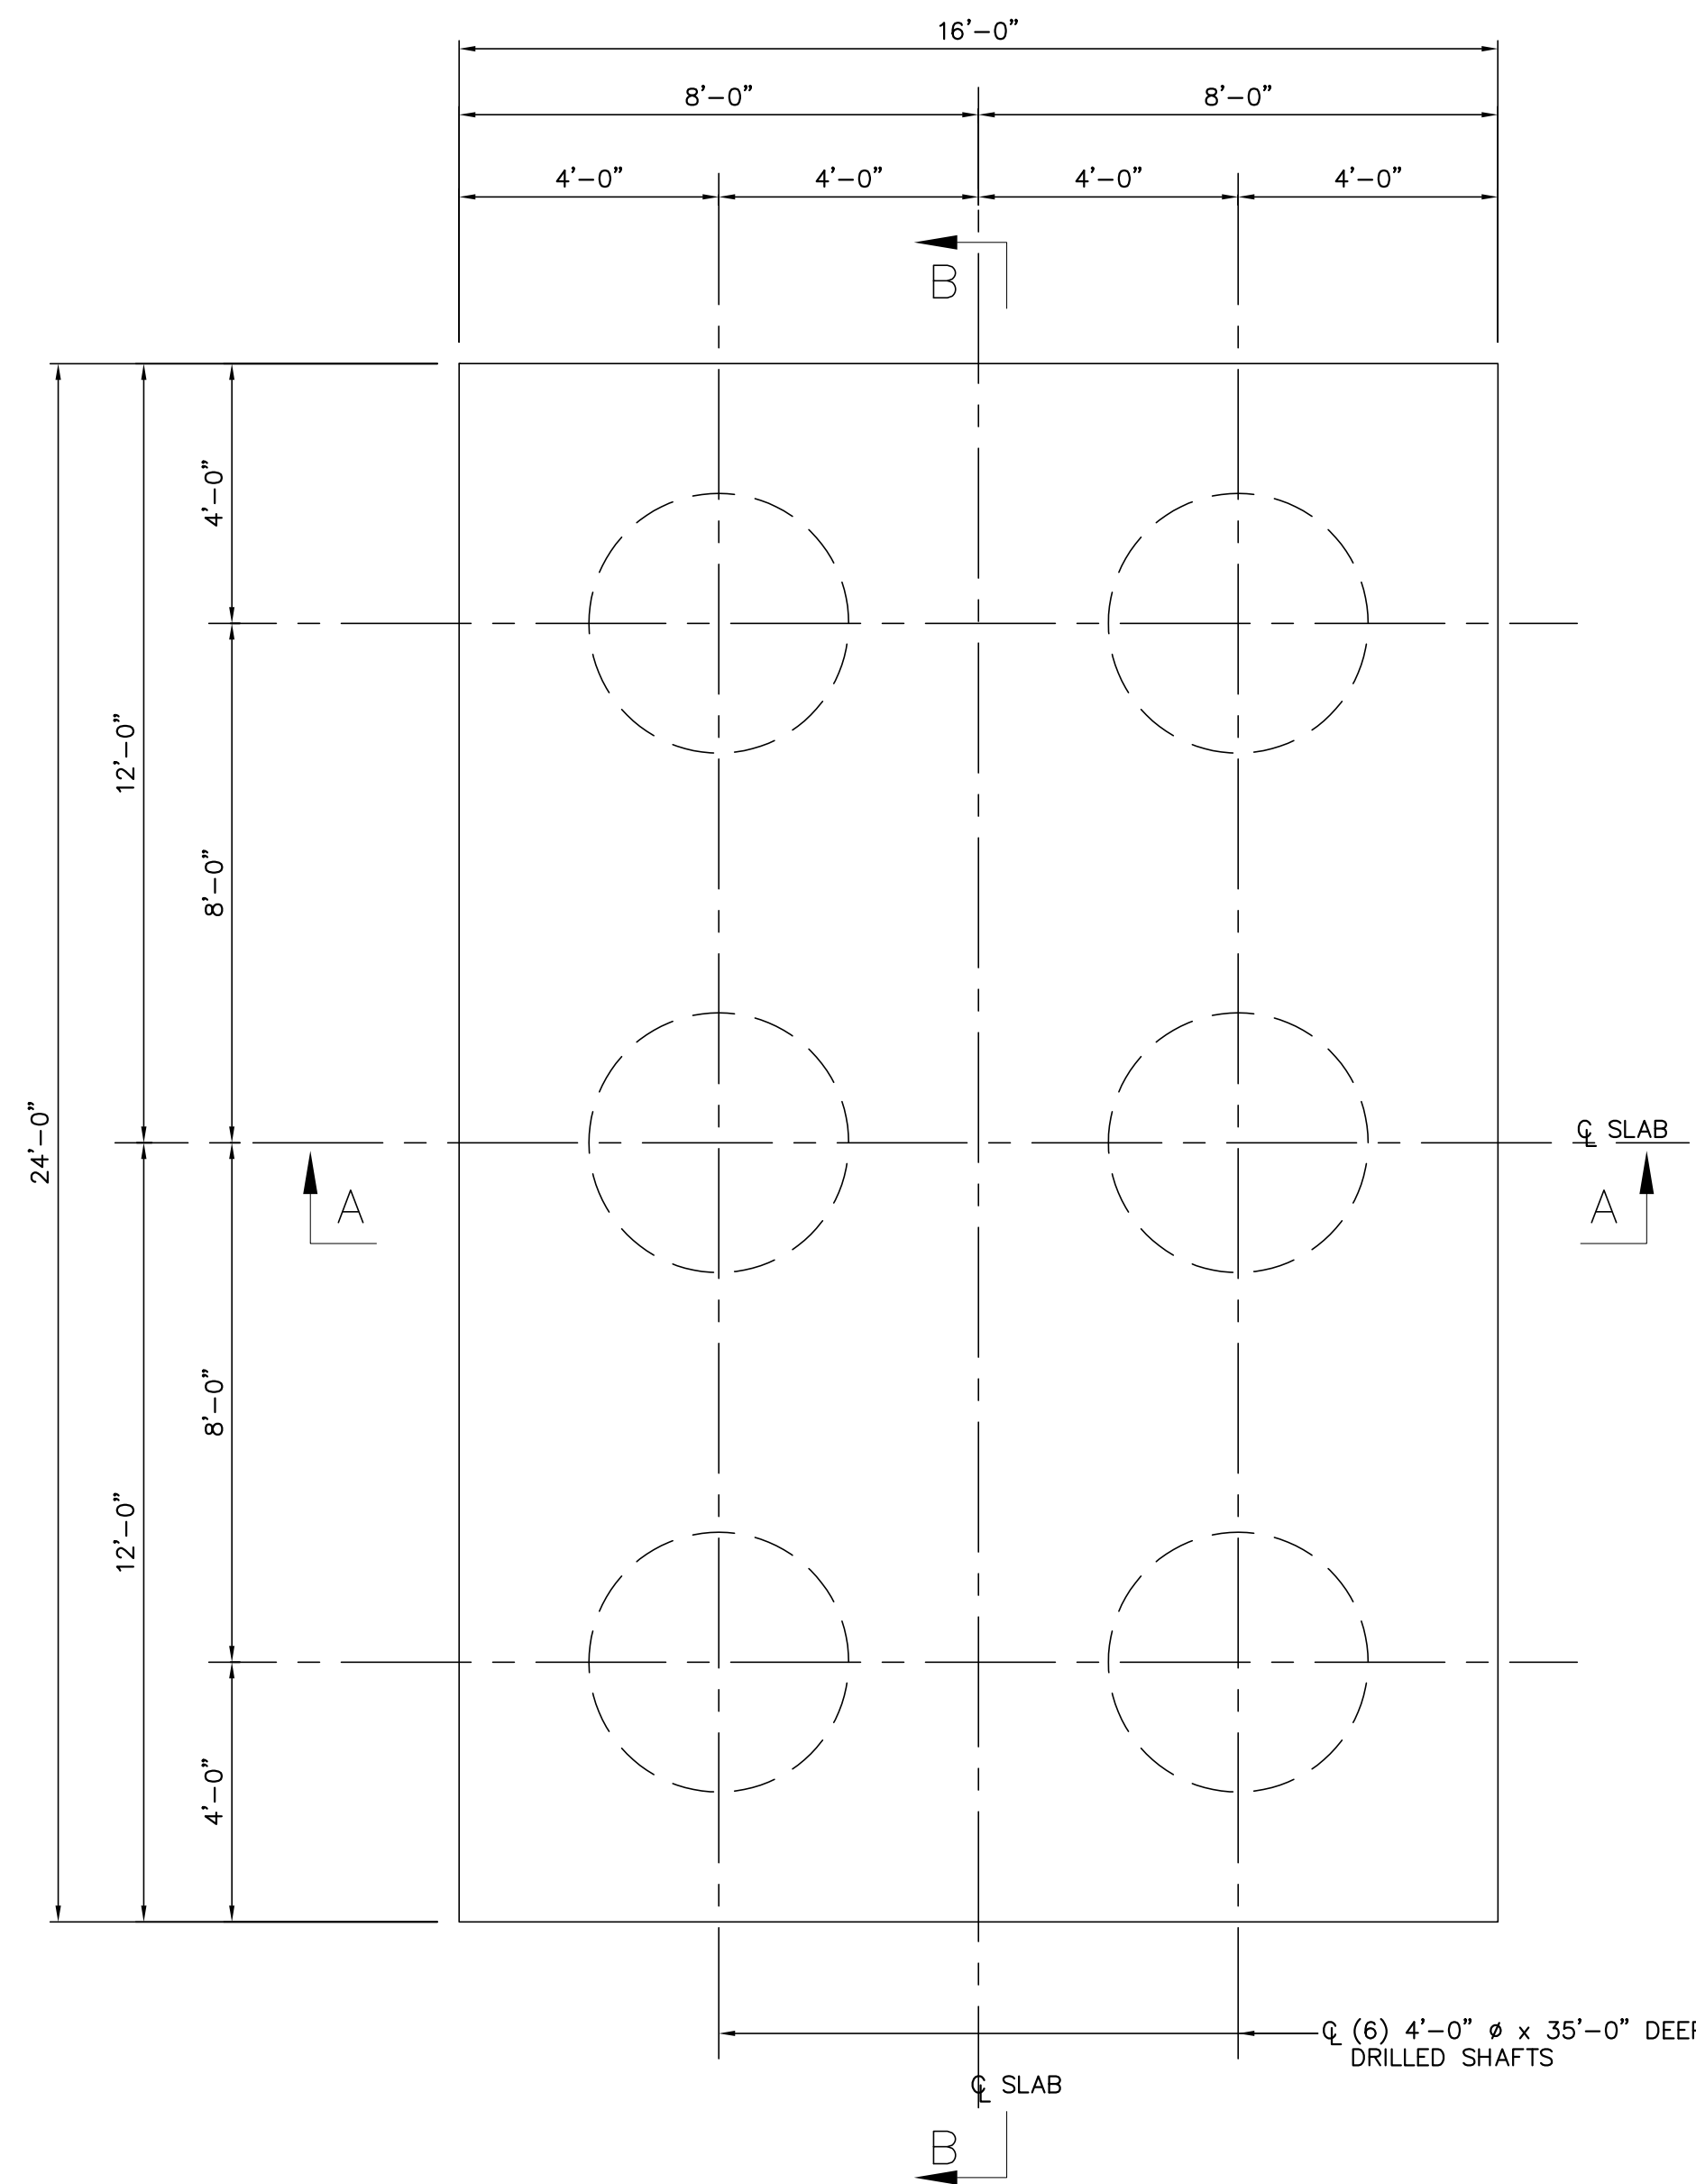 16'-0"
8'-0" 8'-0"
4'-0" 4'-0" 4'-0" 4'-0"
B
4'-0"
12'-0"
8'-0"
24'-0"
℄ SLAB
A A
8'-0"
12'-0"
4'-0"
℄ (6) 4'-0" ø x 35'-0" DEEP
DRILLED SHAFTS
℄ SLAB
B